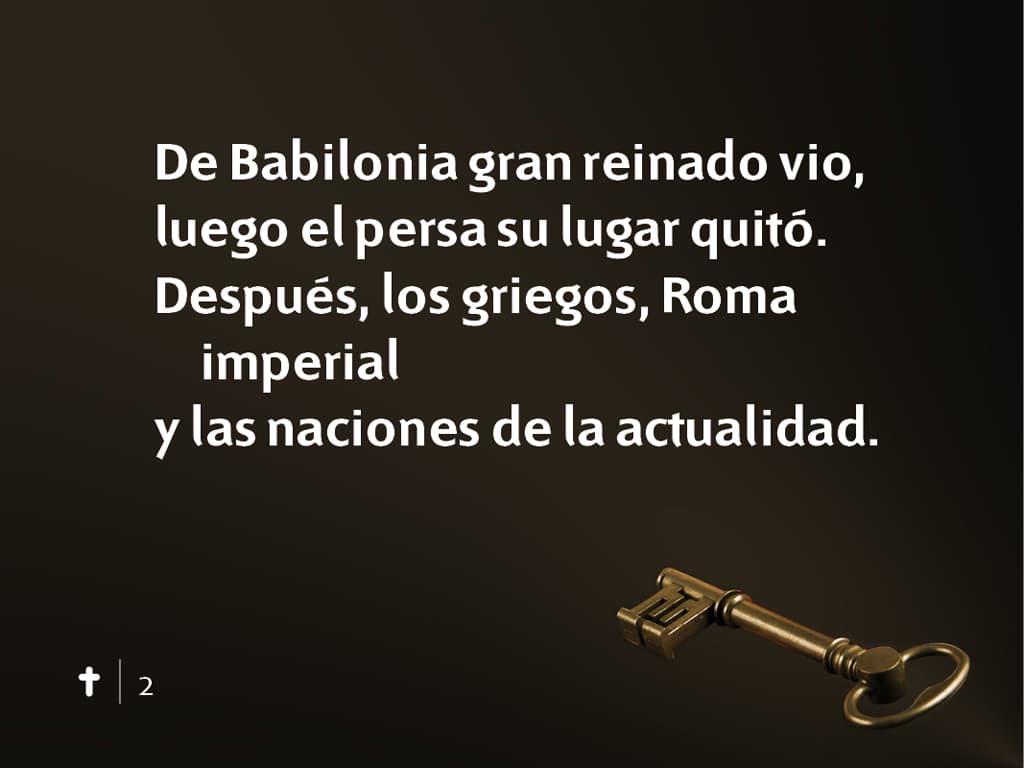 De Babilonia gran reinado vio,
luego el persa su lugar quitó.
Después, los griegos, Roma
imperial
y las naciones de la actualidad.
2